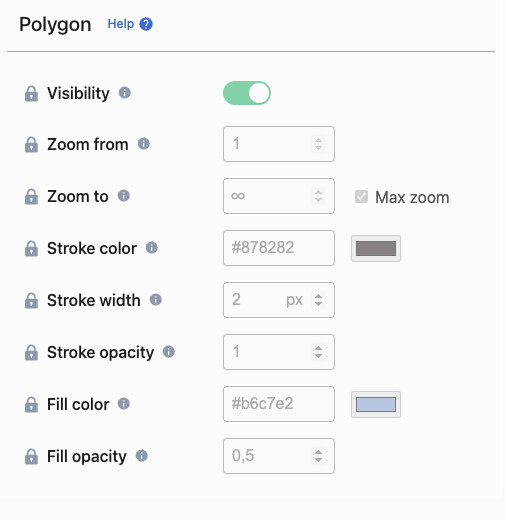 Polygon Help ?
Visibility i
Zoom from i 1
Zoom to i ∞ Max zoom
Stroke color i #878282
Stroke width i 2 px
Stroke opacity i 1
Fill color i #b6c7e2
Fill opacity i 0,5